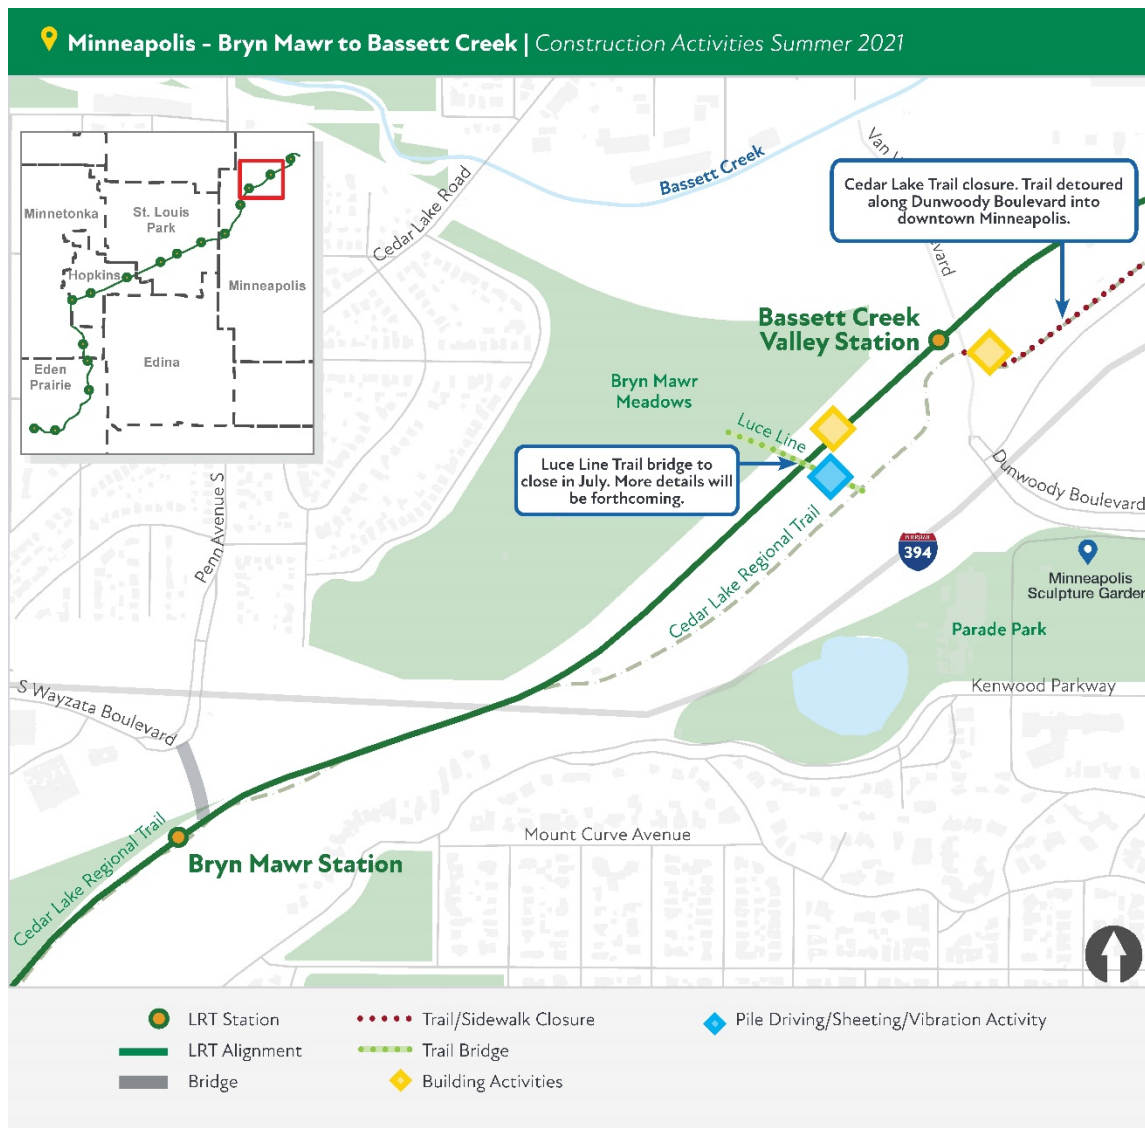 Minneapolis - Bryn Mawr to Bassett Creek | Construction Activities Summer 2021
Minnetonka
St. Louis
Park
Hopkins
Minneapolis
Edina
Eden
Prairie
Cedar Lake Road
Bassett Creek
Van
Cedar Lake Trail closure. Trail detoured
along Dunwoody Boulevard into
downtown Minneapolis.
Bassett Creek
Valley Station
Bryn Mawr
Meadows
Luce Line
Luce Line Trail bridge to
close in July. More details will
be forthcoming.
Dunwoody Boulevard
Penn Avenue S
Cedar Lake Regional Trail
INTERSTATE
394
Minneapolis
Sculpture Garden
Parade Park
Kenwood Parkway
S Wayzata Boulevard
Mount Curve Avenue
Cedar Lake Regional Trail
Bryn Mawr Station
LRT Station
LRT Alignment
Bridge
Trail/Sidewalk Closure
Trail Bridge
Building Activities
Pile Driving/Sheeting/Vibration Activity